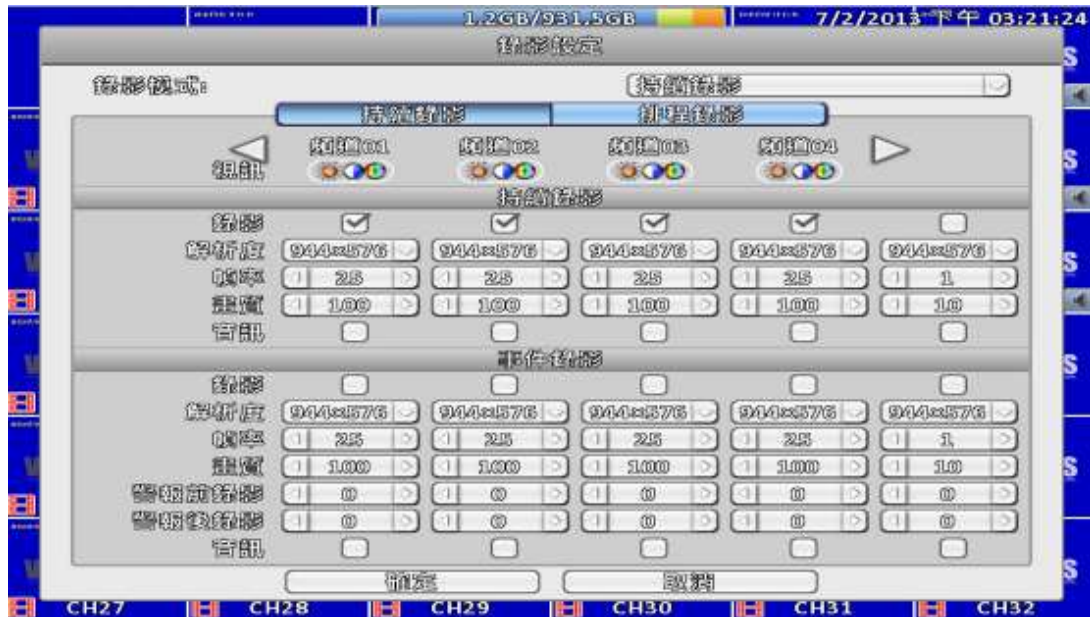 1.2GB/931.5GB 7/2/2013 下午 03:21:24
錄影設定
錄影模式: 持續錄影
持續錄影 排程錄影
頻道01 頻道02 頻道03 頻道04
視訊
持續錄影
錄影
解析度 944x576 944x576 944x576 944x576 944x576
幀率 25 25 25 25 1
畫質 100 100 100 100 10
音訊
事件錄影
錄影
解析度 944x576 944x576 944x576 944x576 944x576
幀率 25 25 25 25 1
畫質 100 100 100 100 10
警報前錄影 0 0 0 0 0
警報後錄影 0 0 0 0 0
音訊
確定 取消
CH27 CH28 CH29 CH30 CH31 CH32